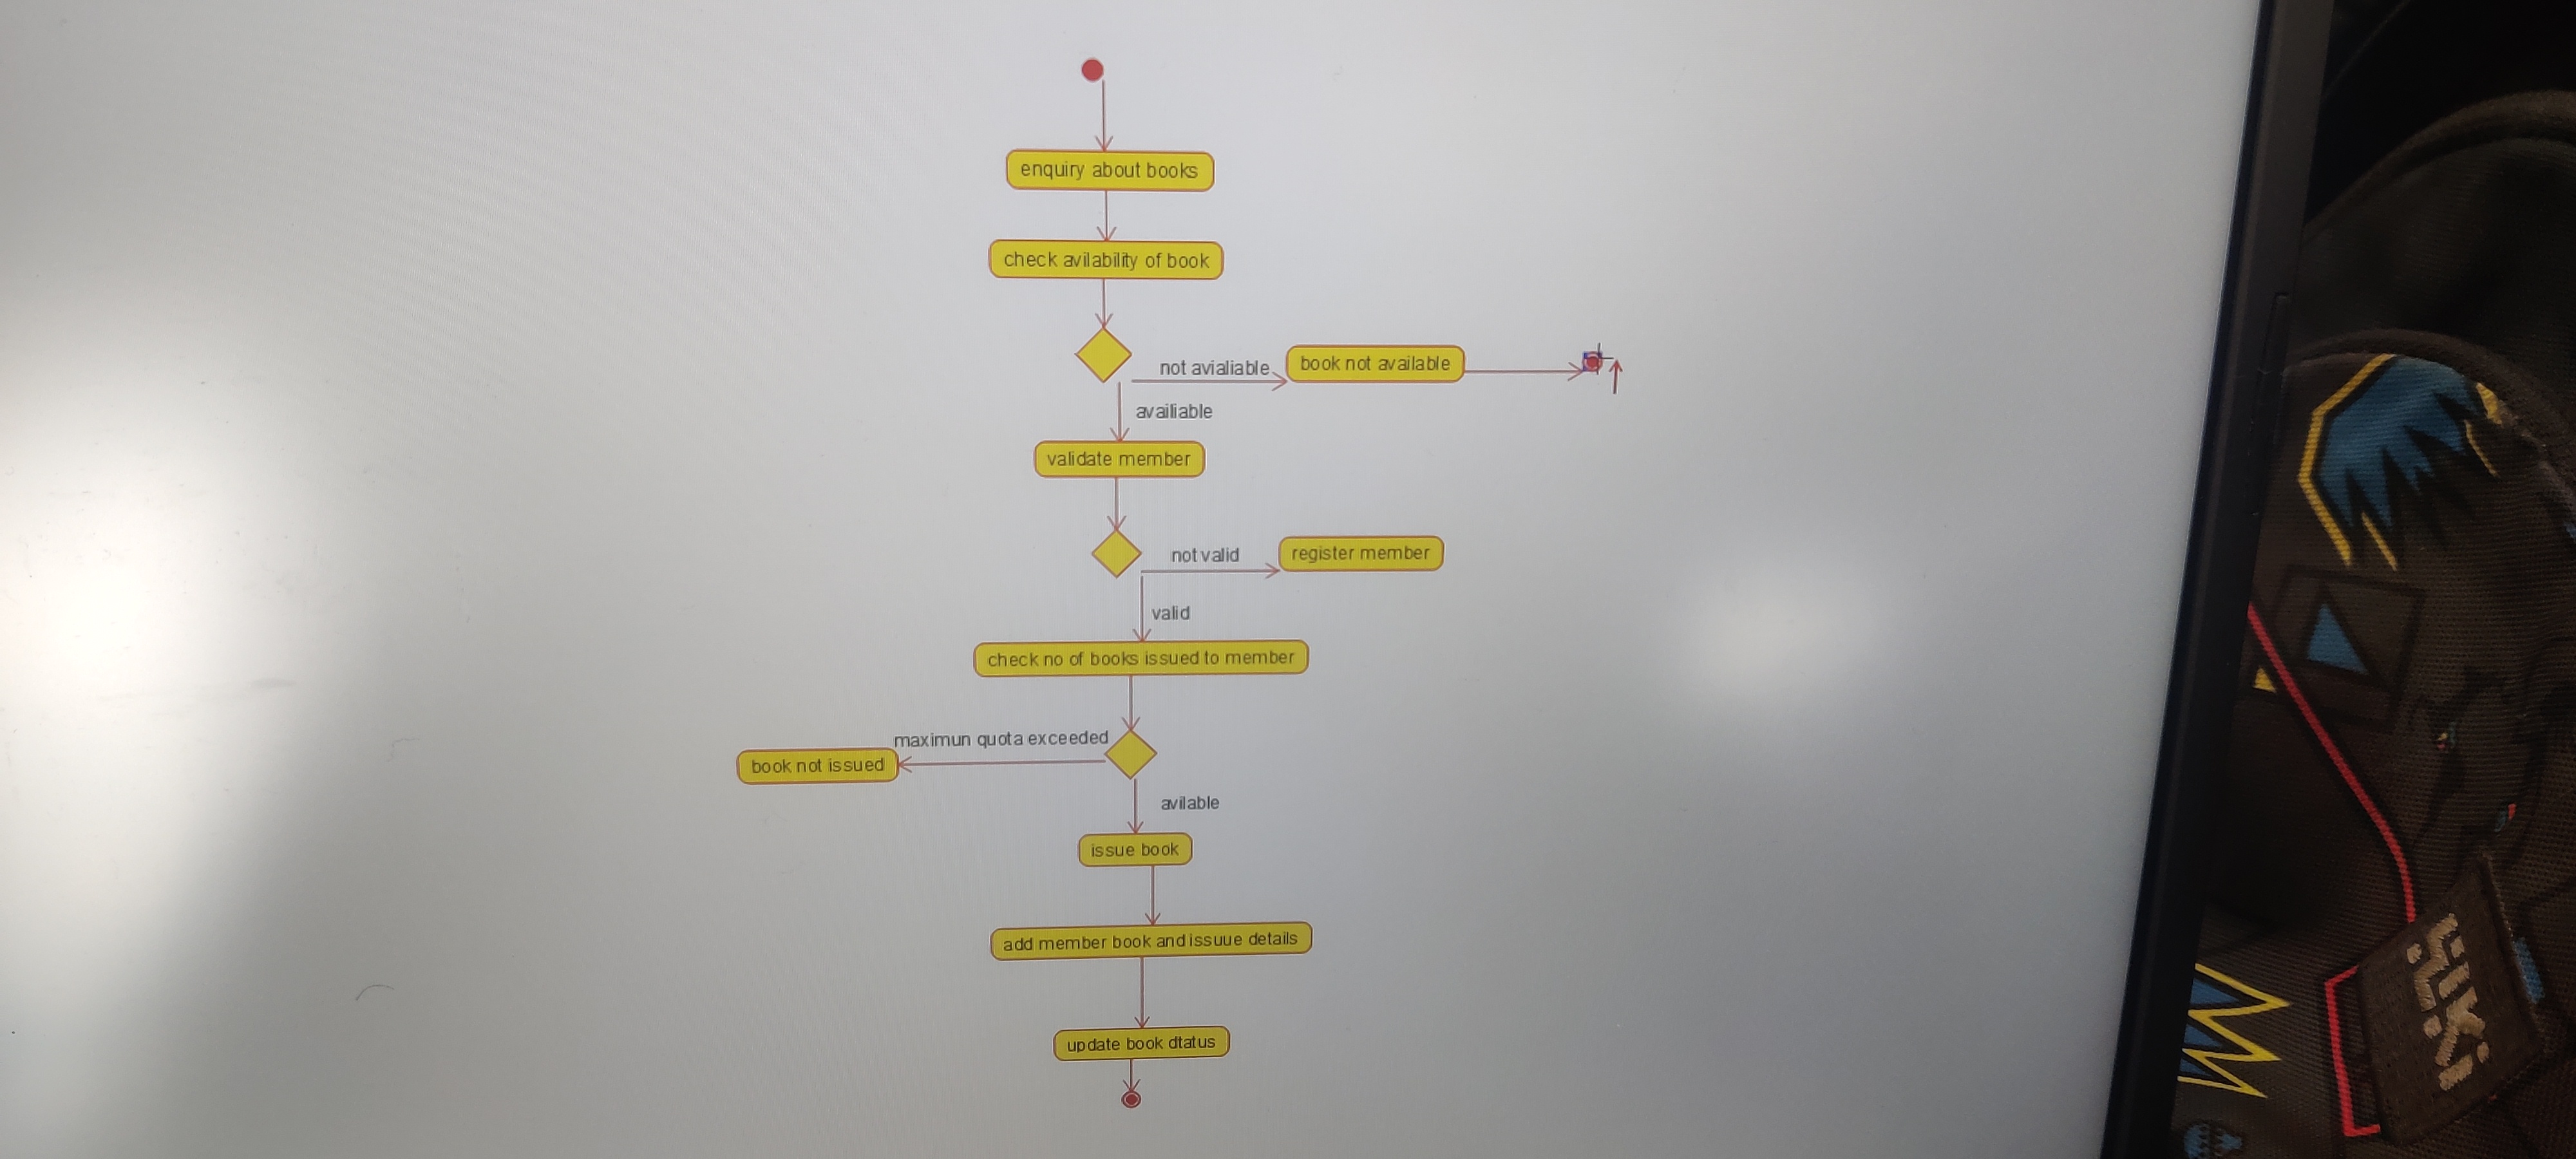 enquiry about books
check avilability of book
not avialiable
book not available
availiable
validate member
not valid
register member
valid
check no of books issued to member
maximun quota exceeded
book not issued
avilable
issue book
add member book and issuue details
update book dtatus